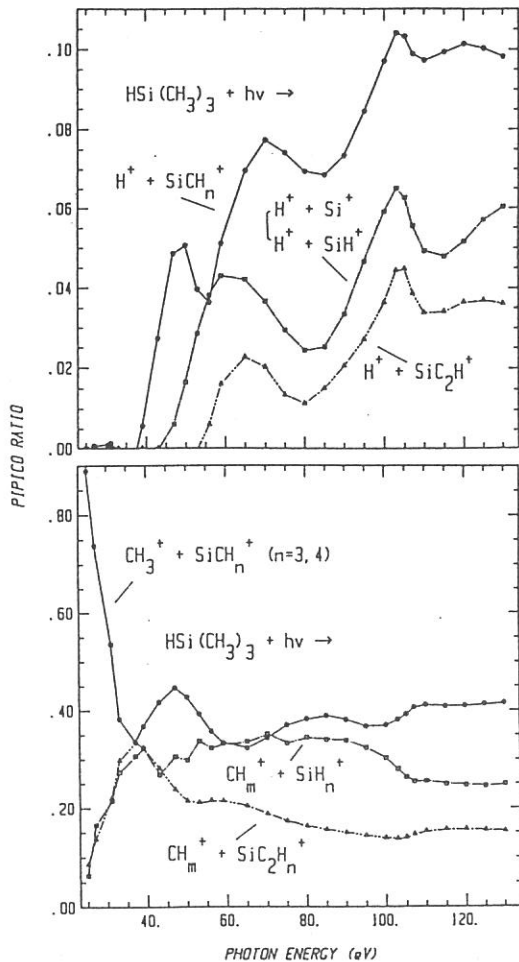 .10
HSi(CH3)3 + hν →
.08
H+ + SiCHn+
.06
H+ + Si+
H+ + SiH+
.04
.02
H+ + SiC2H+
.00
PIPICO RATIO
.80
CH3+ + SiCHn+ (n=3,4)
.60
HSi(CH3)3 + hν →
.40
CHm+ + SiHn+
.20
CHm+ + SiC2Hn+
.00
40. 60. 80. 100. 120.
PHOTON ENERGY (eV)